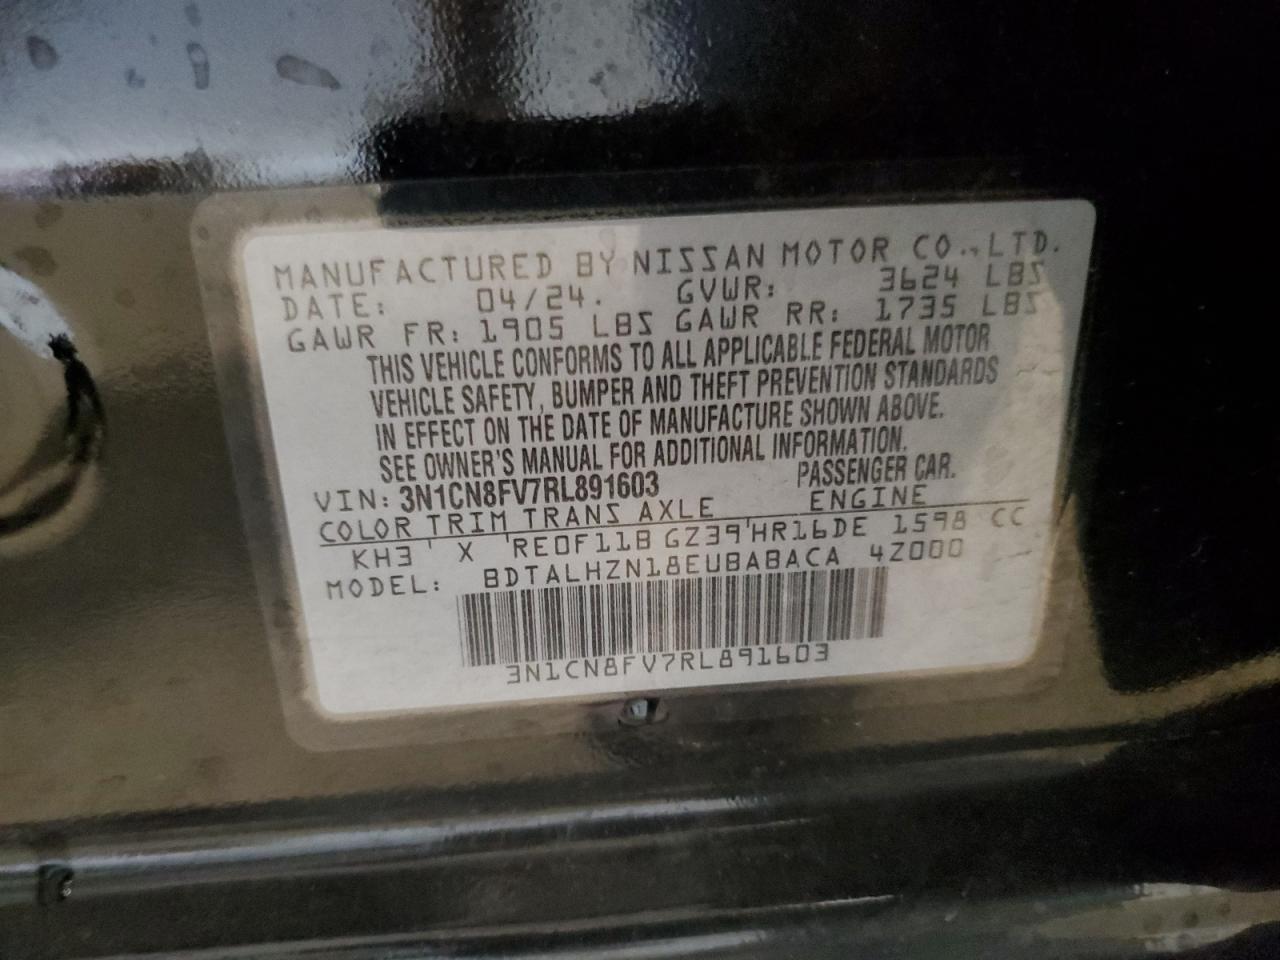 MANUFACTURED BY NISSAN MOTOR CO.,LTD.
DATE: 04/24. GVWR: 3624 LBS
GAWR FR: 1905 LBS GAWR RR: 1735 LBS
THIS VEHICLE CONFORMS TO ALL APPLICABLE FEDERAL MOTOR
VEHICLE SAFETY, BUMPER AND THEFT PREVENTION STANDARDS
IN EFFECT ON THE DATE OF MANUFACTURE SHOWN ABOVE.
SEE OWNER'S MANUAL FOR ADDITIONAL INFORMATION.
VIN: 3N1CN8FV7RL891603 PASSENGER CAR.
COLOR TRIM TRANS AXLE ENGINE
KH3 ' X 'RE0F11B GZ39'HR16DE 1598 CC
MODEL: BDTALHZN18EUBABACA 4Z000
3N1CN8FV7RL891603